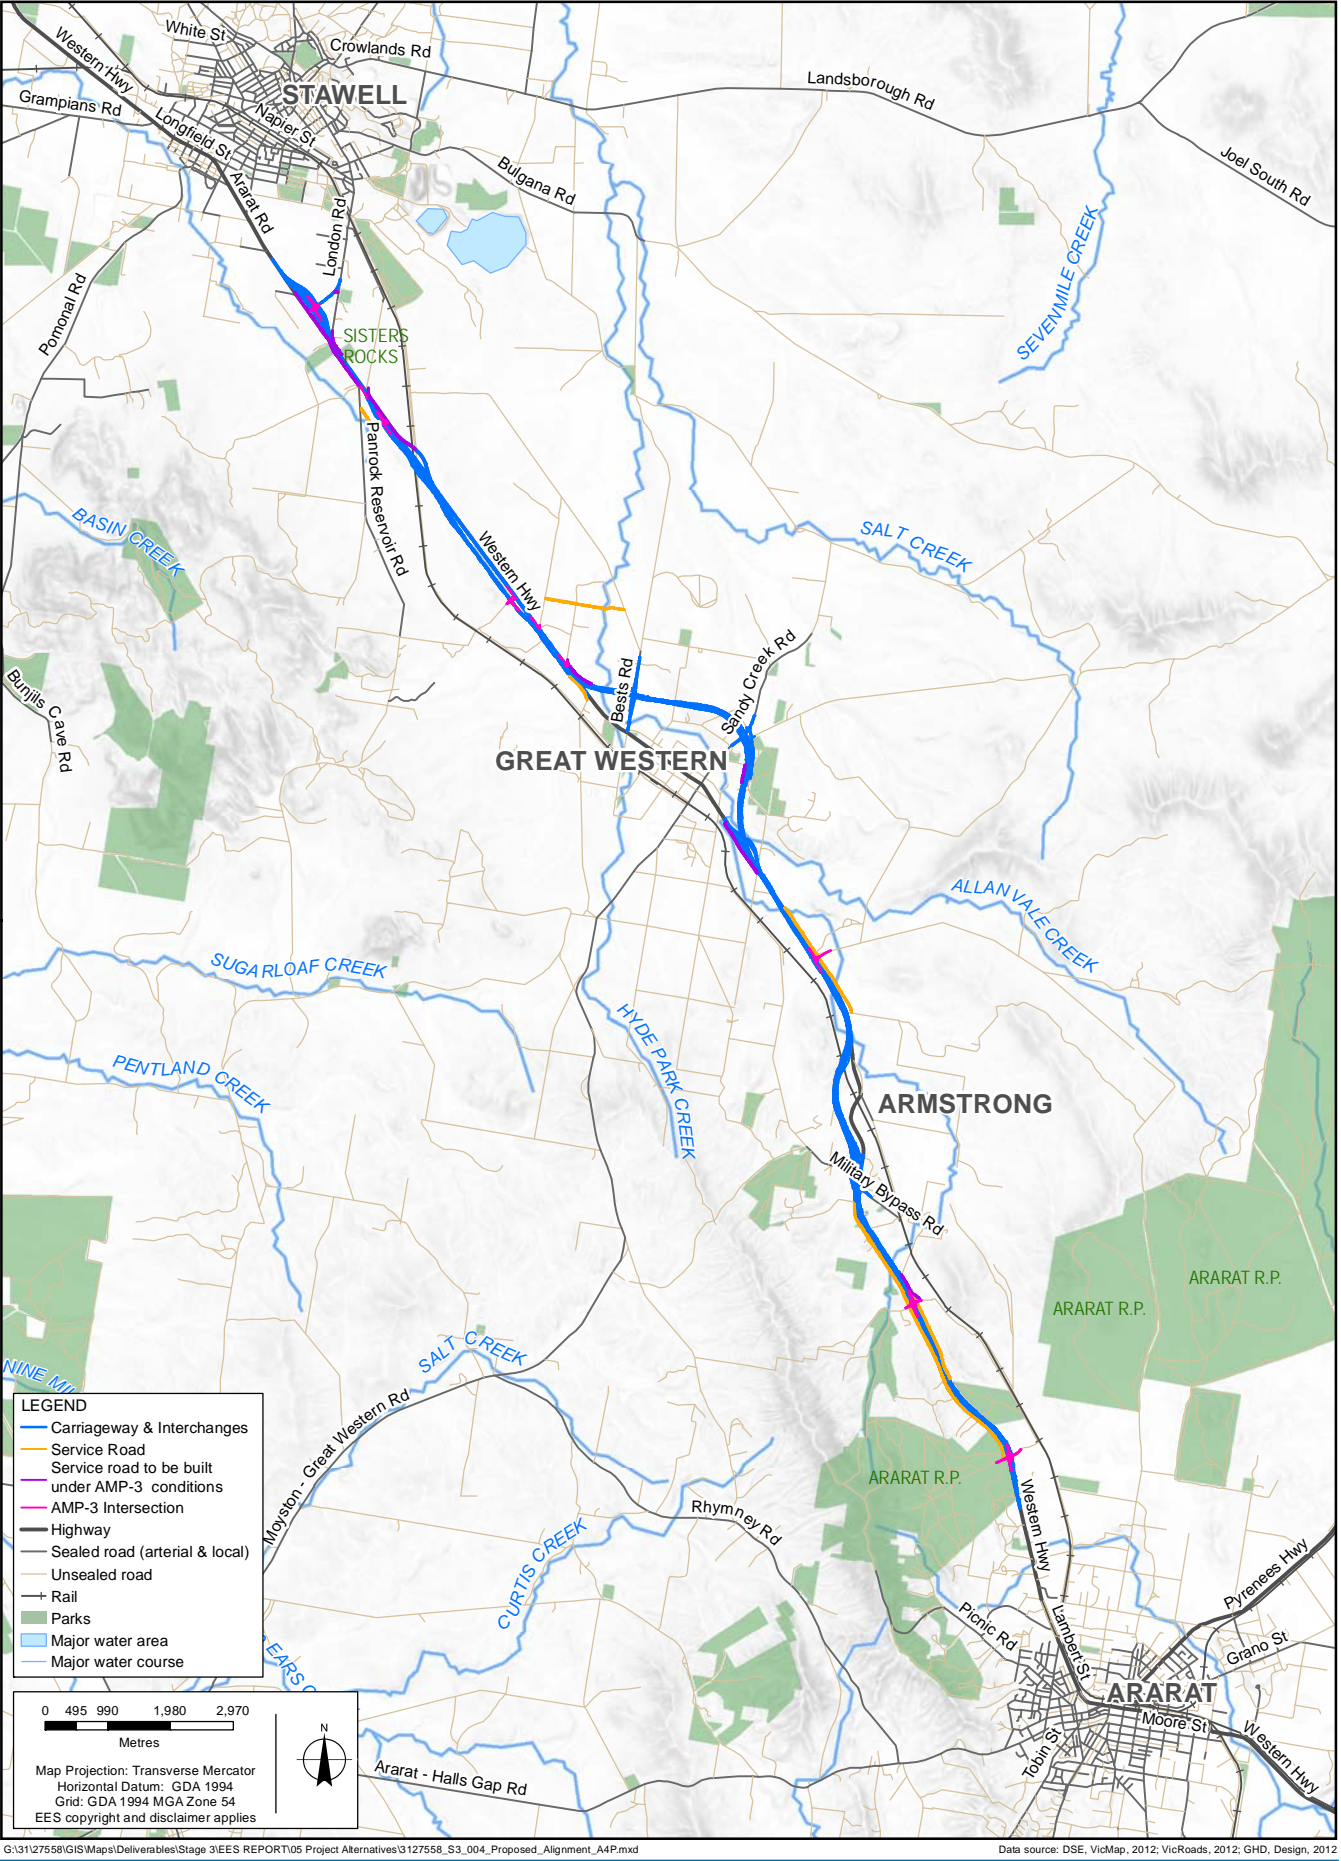 White St
Crowlands Rd
Western Hwy
STAWELL
Landsborough Rd
Grampians Rd
Napier St
Longfield St
Bulgana Rd
Joel South Rd
Ararat Rd
London Rd
SEVENMILE CREEK
Pomonal Rd
SISTERS
ROCKS
Panrock Reservoir Rd
BASIN CREEK
Western Hwy
SALT CREEK
Bests Rd
Sandy Creek Rd
Bunjils Cave Rd
GREAT WESTERN
ALLAN VALE CREEK
SUGARLOAF CREEK
HYDE PARK CREEK
PENTLAND CREEK
ARMSTRONG
Military Bypass Rd
ARARAT R.P.
ARARAT R.P.
SALT CREEK
NINE MI
Moyston - Great Western Rd
ARARAT R.P.
Rhymney Rd
Western Hwy
CURTIS CREEK
Pyrenees Hwy
Picnic Rd
Lambert St
Grano St
EARS C
ARARAT
Moore St
Tobin St
Western Hwy
Ararat - Halls Gap Rd
LEGEND
Carriageway & Interchanges
Service Road
Service road to be built
under AMP-3 conditions
AMP-3 Intersection
Highway
Sealed road (arterial & local)
Unsealed road
Rail
Parks
Major water area
Major water course
0 495 990 1,980 2,970
Metres
N
Map Projection: Transverse Mercator
Horizontal Datum: GDA 1994
Grid: GDA 1994 MGA Zone 54
EES copyright and disclaimer applies
G:\31\27558\GIS\Maps\Deliverables\Stage 3\EES REPORT\05 Project Alternatives\3127558_S3_004_Proposed_Alignment_A4P.mxd
Data source: DSE, VicMap, 2012; VicRoads, 2012; GHD, Design, 2012